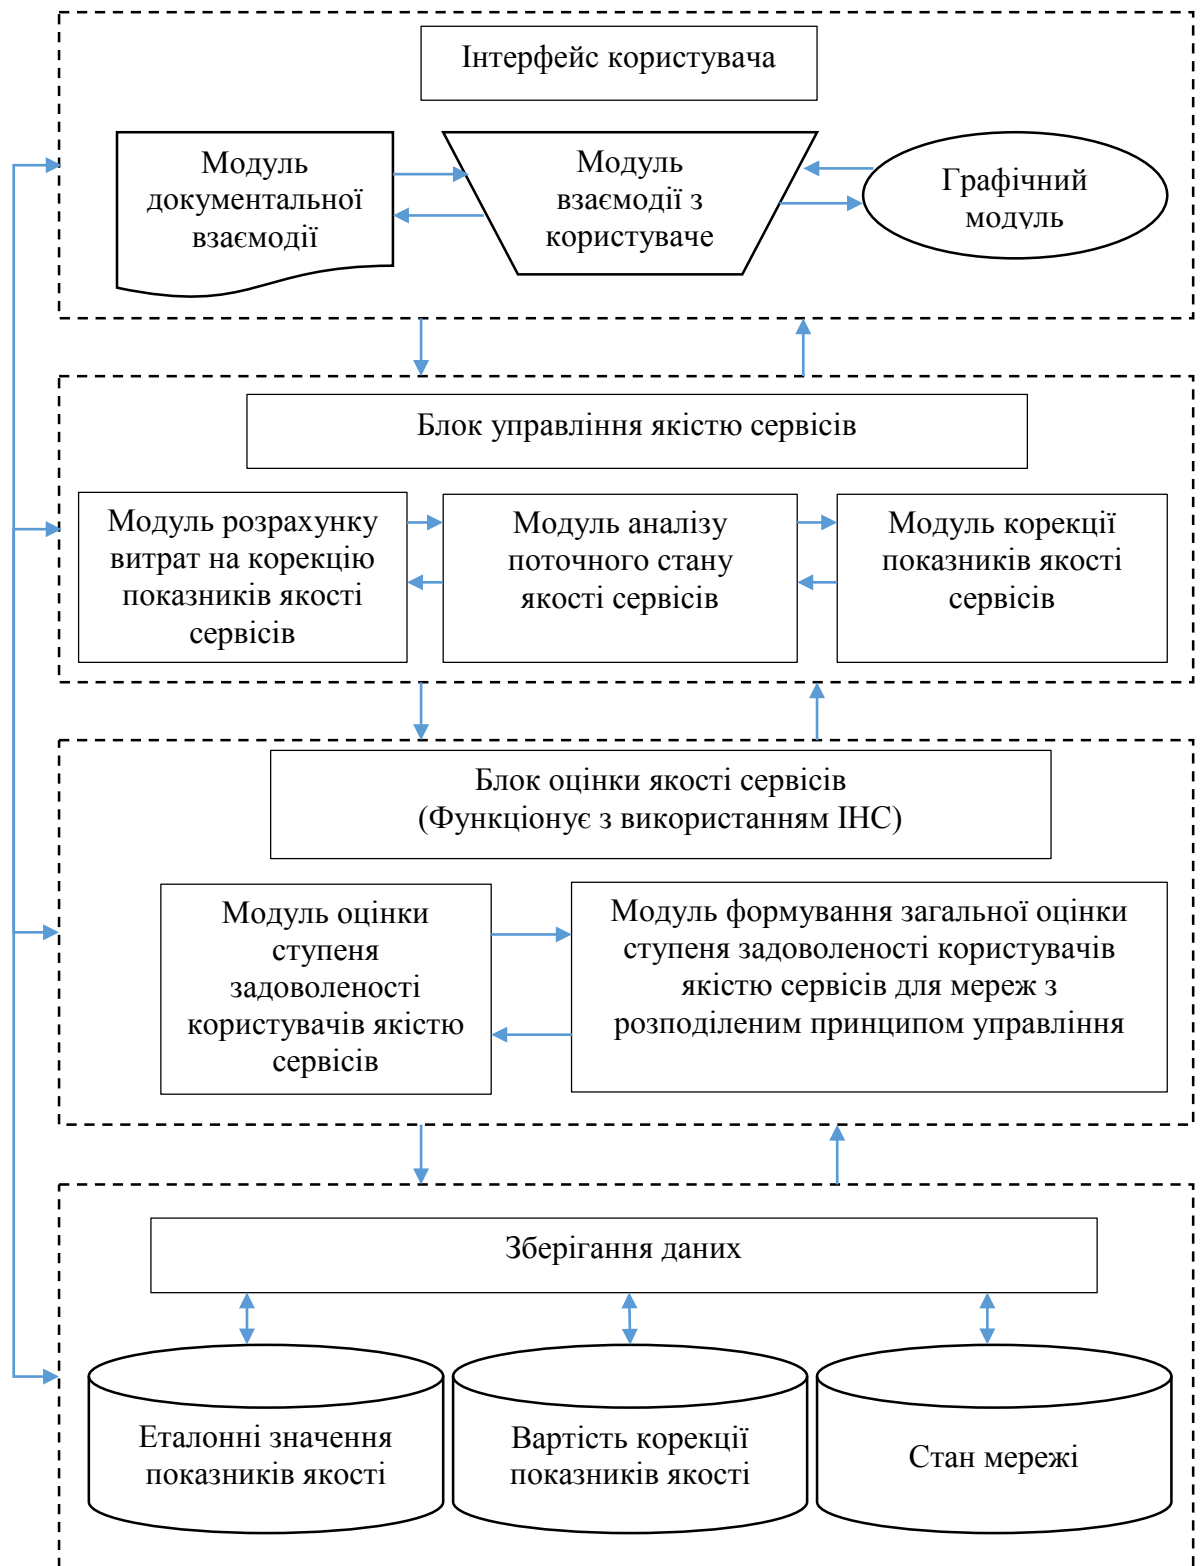 Інтерфейс користувача
Модуль
документальної
взаємодії
Модуль
взаємодії з
користуваче
Графічний
модуль
Блок управління якістю сервісів
Модуль розрахунку
витрат на корекцію
показників якості
сервісів
Модуль аналізу
поточного стану
якості сервісів
Модуль корекції
показників якості
сервісів
Блок оцінки якості сервісів
(Функціонує з використанням ІНС)
Модуль оцінки
ступеня
задоволеності
користувачів якістю
сервісів
Модуль формування загальної оцінки
ступеня задоволеності користувачів
якістю сервісів для мереж з
розподіленим принципом управління
Зберігання даних
Еталонні значення
показників якості
Вартість корекції
показників якості
Стан мережі